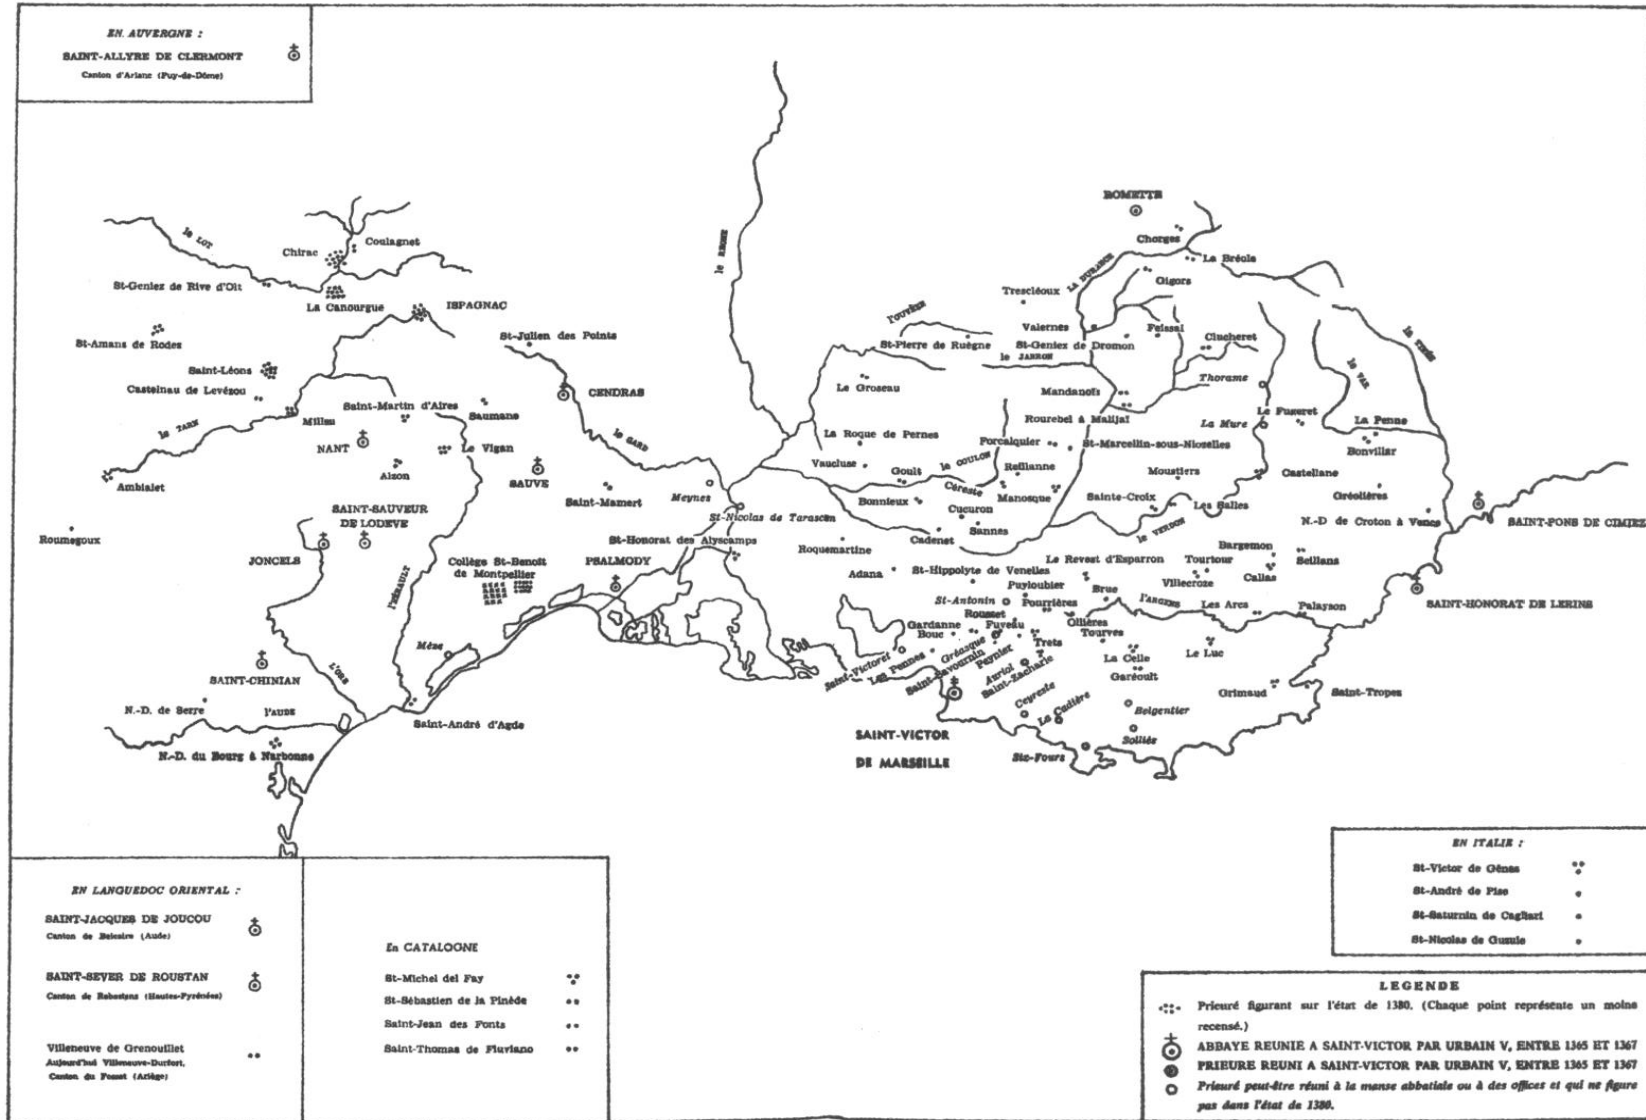 EN AUVERGNE :
SAINT-ALLYRE DE CLERMONT
Canton d'Arlanc (Puy-de-Dôme)
ROMETTE
Chorges
La Bréole
Gigors
LA DURANCE
Trescléoux
Valernes
Feissal
St-Geniez de Dromon
Clucheret
le JABRON
l'OUVÈZE
St-Pierre de Ruègne
le RHONE
le LOT
Chirac
Coulagnet
St-Geniez de Rive d'Olt
La Canourgue
ISPAGNAC
St-Amans de Rodez
Saint-Léons
Castelnau de Levézou
Millau
le TARN
Ambialet
St-Julien des Points
CENDRAS
le GARD
Saint-Martin d'Aires
Saumane
NANT
Le Vigan
Alzon
SAUVE
Saint-Mamert
Meynes
St-Nicolas de Tarascon
St-Honorat des Alyscamps
Roumegoux
SAINT-SAUVEUR
DE LODEVE
JONCELS
l'HÉRAULT
Collège St-Benoît
de Montpellier
PSALMODY
Mèze
SAINT-CHINIAN
L'ORB
N.-D. de Serre
l'AUDE
Saint-André d'Agde
N.-D. du Bourg à Narbonne
Le Groseau
Mandanoïs
Thorame
le VAR
Rourebel à Malijaï
La Mure
Le Fugeret
La Penne
Bonvillar
La Roque de Pernes
Forcalquier
St-Marcellin-sous-Niozelles
Vaucluse
Goult
le COULON
Reillanne
Moustiers
Castellane
Céreste
Bonnieux
Manosque
Sainte-Croix
Les Salles
Gréolières
Cucuron
Sannes
le VERDON
N.-D de Croton à Vence
SAINT-PONS DE CIMIEZ
Cadenet
Roquemartine
Bargemon
Seillans
Le Revest d'Esparron
Tourtour
Callas
Adana
St-Hippolyte de Venelles
Villecroze
Puyloubier
Brue
l'ARGENS
SAINT-HONORAT DE LERINS
St-Antonin
Pourrières
Les Arcs
Palayson
Rousset
Ollières
Gardanne
Fuveau
Tourves
Bouc
Trets
Gréasque
Peynier
Saint-Victoret
Les Pennes
Saint-Savournin
Auriol
Saint-Zacharie
La Celle
Garéoult
Le Luc
Grimaud
Saint-Tropes
Ceyreste
La Cadière
Belgentier
Solliès
Six-Fours
SAINT-VICTOR
DE MARSEILLE
EN LANGUEDOC ORIENTAL :
SAINT-JACQUES DE JOUCOU
Canton de Belcaire (Aude)
SAINT-SEVER DE ROUSTAN
Canton de Rabastens (Hautes-Pyrénées)
Villeneuve de Grenouillet
Aujourd'hui Villeneuve-Durfort,
Canton du Fossat (Ariège)
En CATALOGNE
St-Michel del Fay
St-Sébastien de la Pinède
Saint-Jean des Fonts
Saint-Thomas de Fluviano
EN ITALIE :
St-Victor de Gênes
St-André de Pise
St-Saturnin de Cagliari
St-Nicolas de Guzule
LEGENDE
Prieuré figurant sur l'état de 1380. (Chaque point représente un moine
recensé.)
ABBAYE REUNIE A SAINT-VICTOR PAR URBAIN V, ENTRE 1365 ET 1367
PRIEURE REUNI A SAINT-VICTOR PAR URBAIN V, ENTRE 1365 ET 1367
Prieuré peut-être réuni à la manse abbatiale ou à des offices et qui ne figure
pas dans l'état de 1380.